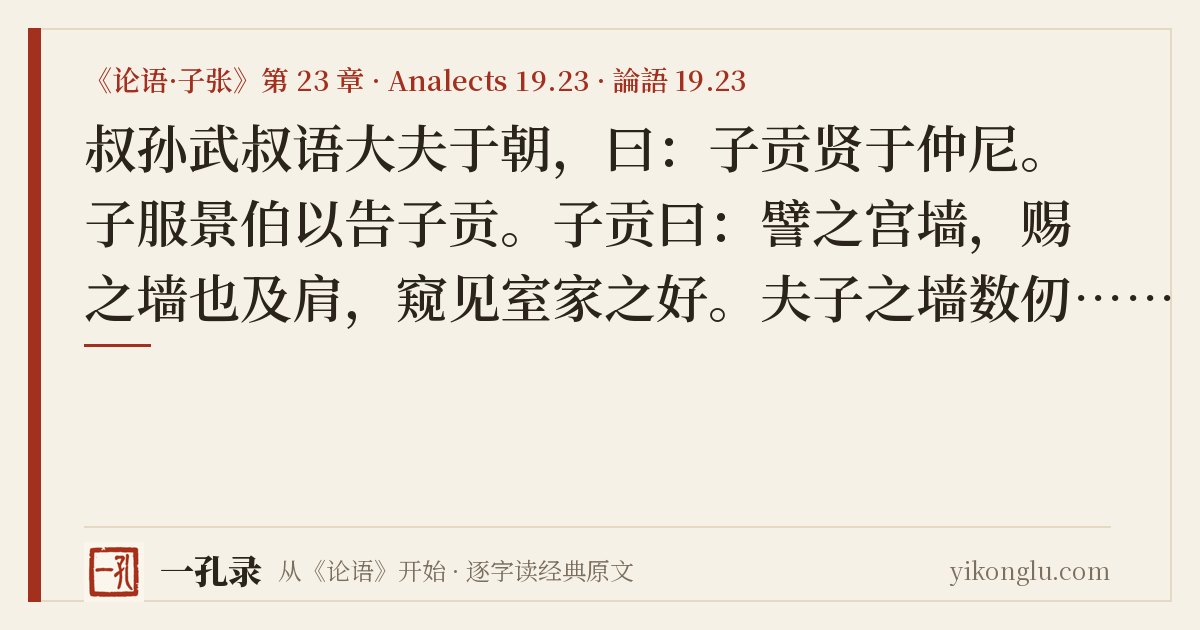 《论语·子张》第 23 章 · Analects 19.23 · 論語 19.23
叔孙武叔语大夫于朝，曰：子贡贤于仲尼。
子服景伯以告子贡。子贡曰：譬之宫墙，赐
之墙也及肩，窥见室家之好。夫子之墙数仞……
一孔
一孔录 从《论语》开始 · 逐字读经典原文 yikonglu.com